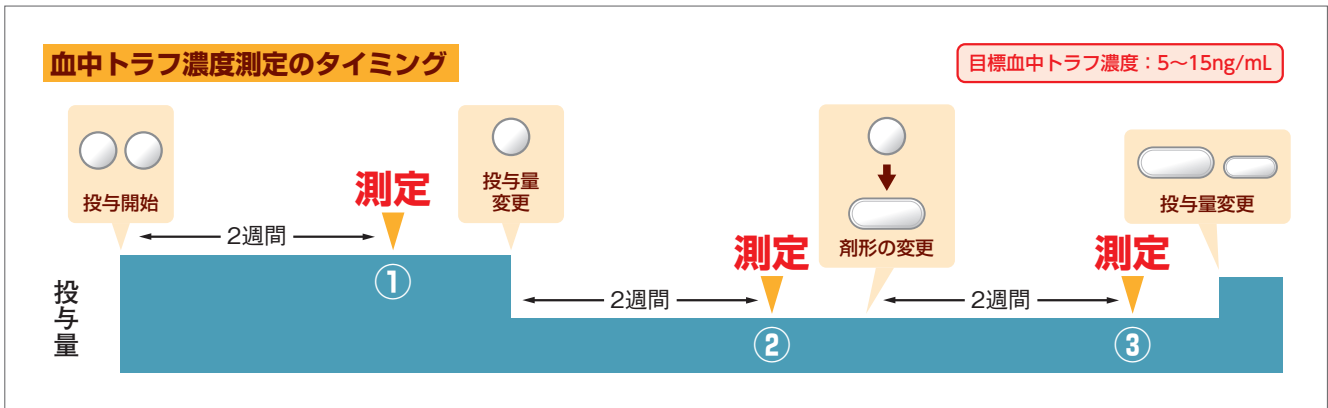 血中トラフ濃度測定のタイミング
目標血中トラフ濃度：5～15ng/mL
投与開始
2週間
測定
①
投与量
変更
2週間
測定
②
剤形の変更
2週間
測定
③
投与量変更
投与量